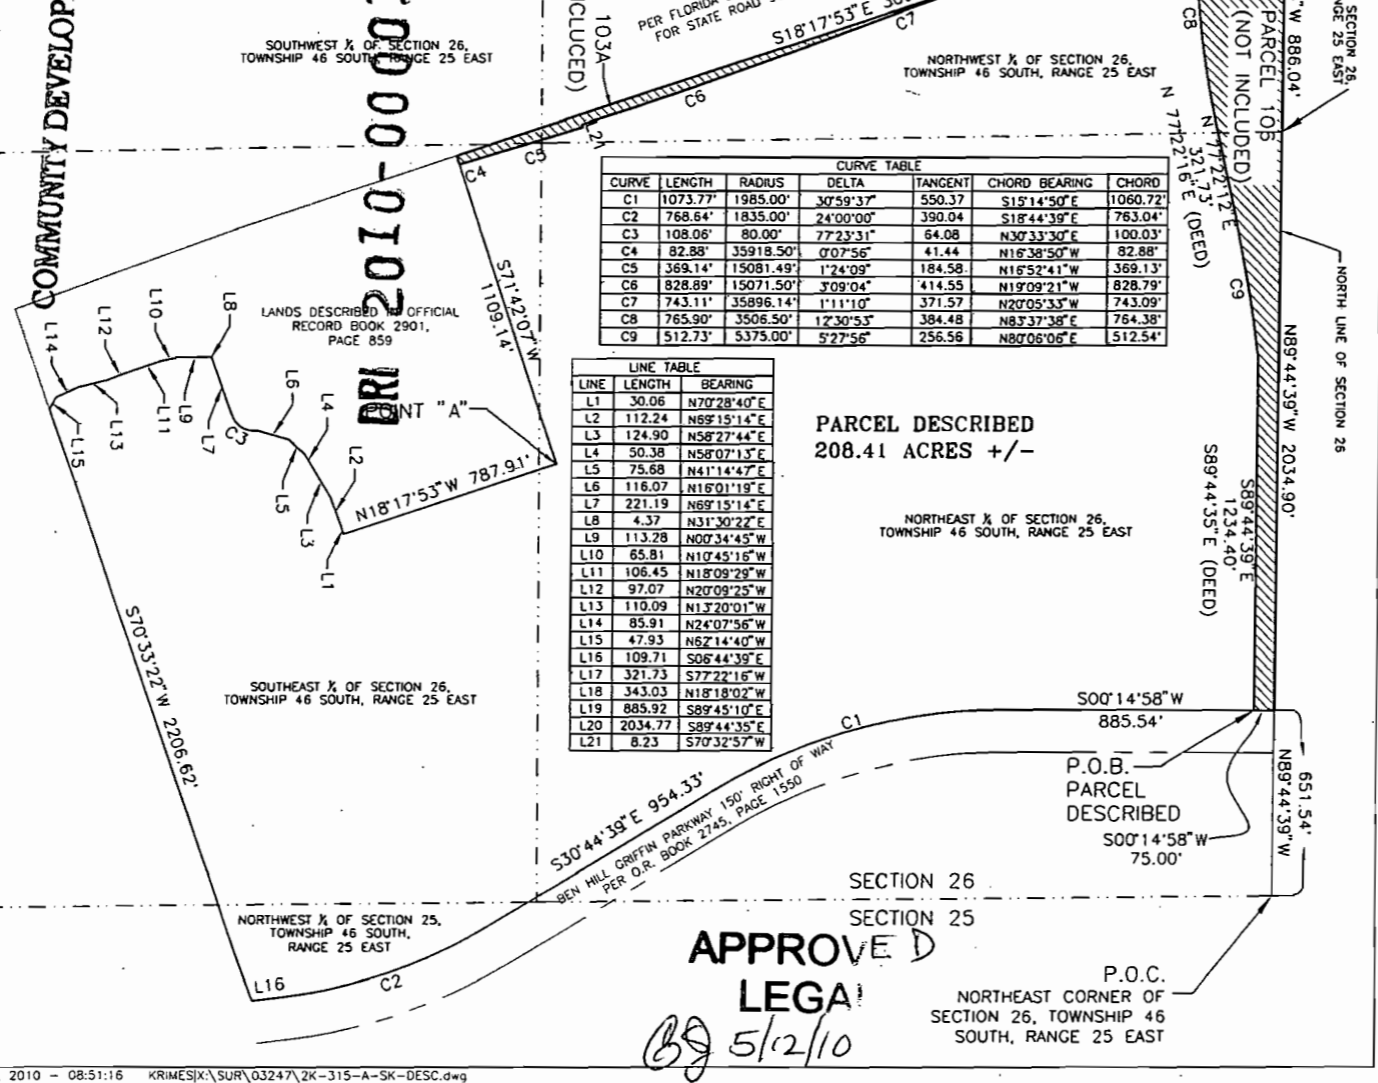 COMMUNITY DEVELOP
DRI 2010-000
SOUTHWEST ¼ OF SECTION 26,
TOWNSHIP 46 SOUTH, RANGE 25 EAST
103A
CLUCED)
PER FLORIDA
FOR STATE ROAD
S18°17'53"E
C7
C6
L21
C5
C4
NORTHWEST ¼ OF SECTION 26,
TOWNSHIP 46 SOUTH, RANGE 25 EAST
C8
PARCEL 106
(NOT INCLUDED)
"W 886.04'
SECTION 26,
NGE 25 EAST
N 77°22'12"E
321.73'
N 77°22'16"E (DEED)
C9
NORTH LINE OF SECTION 26
CURVE TABLE
CURVE LENGTH RADIUS DELTA TANGENT CHORD BEARING CHORD
C1 1073.77' 1985.00' 30°59'37" 550.37 S15°14'50"E 1060.72'
C2 768.64' 1835.00' 24°00'00" 390.04 S18°44'39"E 763.04'
C3 108.06' 80.00' 77°23'31" 64.08 N30°33'30"E 100.03'
C4 82.88' 35918.50' 0°07'56" 41.44 N16°38'50"W 82.88'
C5 369.14' 15081.49' 1°24'09" 184.58 N16°52'41"W 369.13'
C6 828.89' 15071.50' 3°09'04" 414.55 N19°09'21"W 828.79'
C7 743.11' 35896.14' 1°11'10" 371.57 N20°05'33"W 743.09'
C8 765.90' 3506.50' 12°30'53" 384.48 N83°37'38"E 764.38'
C9 512.73' 5375.00' 5°27'56" 256.56 N80°06'06"E 512.54'
LINE TABLE
LINE LENGTH BEARING
L1 30.06 N70°28'40"E
L2 112.24 N69°15'14"E
L3 124.90 N58°27'44"E
L4 50.38 N58°07'13"E
L5 75.68 N41°14'47"E
L6 116.07 N16°01'19"E
L7 221.19 N69°15'14"E
L8 4.37 N31°30'22"E
L9 113.28 N00°34'45"W
L10 65.81 N10°45'16"W
L11 106.45 N18°09'29"W
L12 97.07 N20°09'25"W
L13 110.09 N13°20'01"W
L14 85.91 N24°07'56"W
L15 47.93 N62°14'40"W
L16 109.71 S06°44'39"E
L17 321.73 S77°22'16"W
L18 343.03 N18°18'02"W
L19 885.92 S89°45'10"E
L20 2034.77 S89°44'35"E
L21 8.23 S70°32'57"W
LANDS DESCRIBED IN OFFICIAL
RECORD BOOK 2901,
PAGE 859
S71°42'07"W
1109.14'
POINT "A"
N18°17'53"W 787.91'
L8
L10
L12
L14
L15
L13
L11
L9
L7
C3
L6
L4
L2
L5
L3
L1
PARCEL DESCRIBED
208.41 ACRES +/-
NORTHEAST ¼ OF SECTION 26,
TOWNSHIP 46 SOUTH, RANGE 25 EAST
N89°44'39"W 2034.90'
S89°44'39"E
1234.40'
S89°44'35"E (DEED)
S70°33'22"W 2206.62'
SOUTHEAST ¼ OF SECTION 26,
TOWNSHIP 46 SOUTH, RANGE 25 EAST
S00°14'58"W
885.54'
C1
P.O.B.
PARCEL
DESCRIBED
S00°14'58"W
75.00'
651.54'
N89°44'39"W
S30°44'39"E 954.33'
BEN HILL GRIFFIN PARKWAY 150' RIGHT OF WAY
PER O.R. BOOK 2745, PAGE 1550
SECTION 26
SECTION 25
NORTHWEST ¼ OF SECTION 25,
TOWNSHIP 46 SOUTH,
RANGE 25 EAST
L16
C2
APPROVED
LEGAL
5/12/10
P.O.C.
NORTHEAST CORNER OF
SECTION 26, TOWNSHIP 46
SOUTH, RANGE 25 EAST
2010 - 08:51:16 KRIMES|X:\SUR\03247\2K-315-A-SK-DESC.dwg